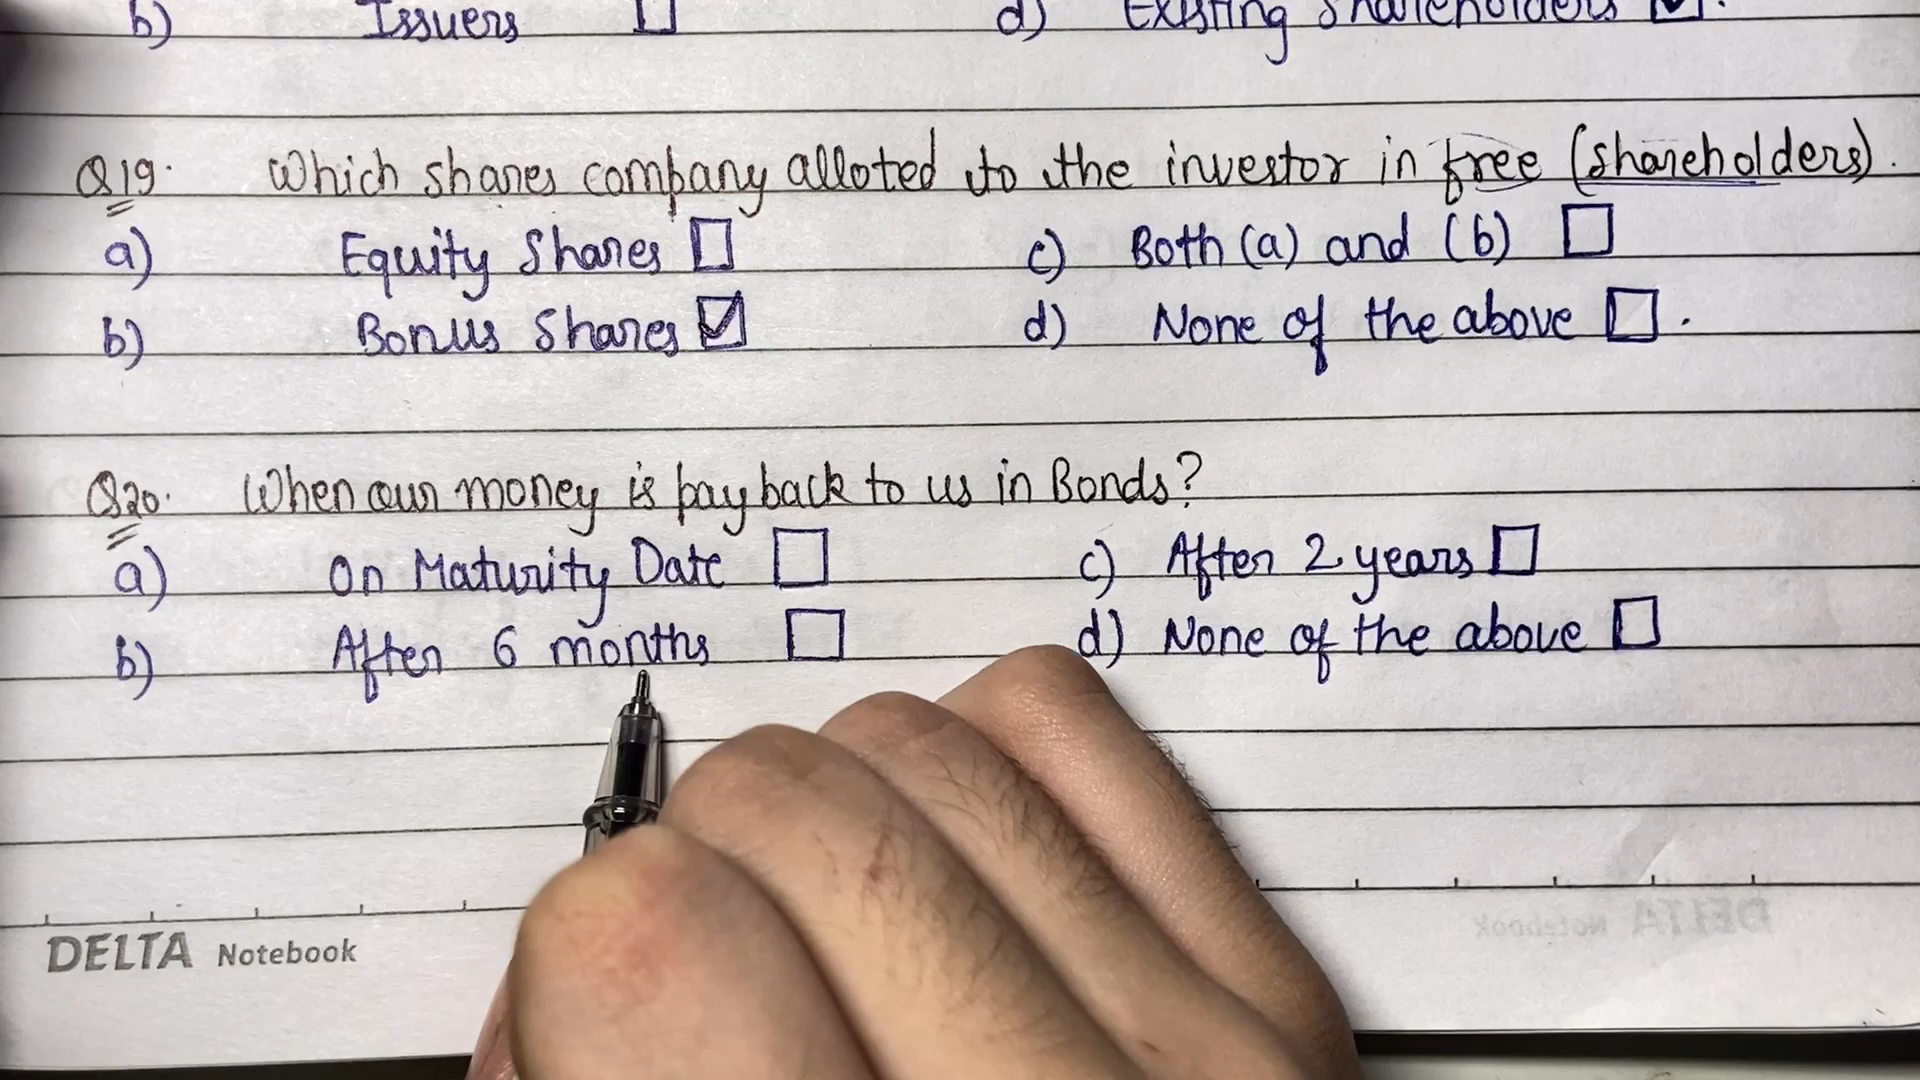 b) Issuers d) Existing Shareholders
Q19. Which shares company alloted to the investor in free (shareholders).
a) Equity Shares c) Both (a) and (b)
b) Bonus Shares d) None of the above.
Q20. When our money is pay back to us in Bonds?
a) On Maturity Date c) After 2 years
b) After 6 months d) None of the above
DELTA Notebook